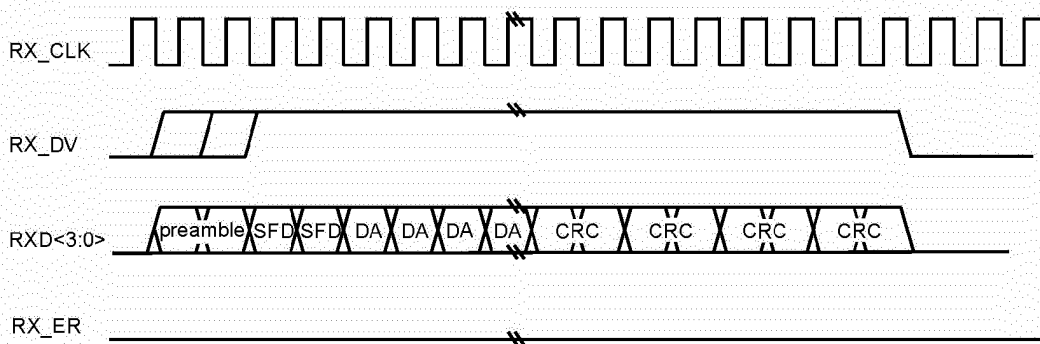 RX_CLK
RX_DV
RXD<3:0> preamble SFD SFD DA DA DA DA CRC CRC CRC CRC
RX_ER